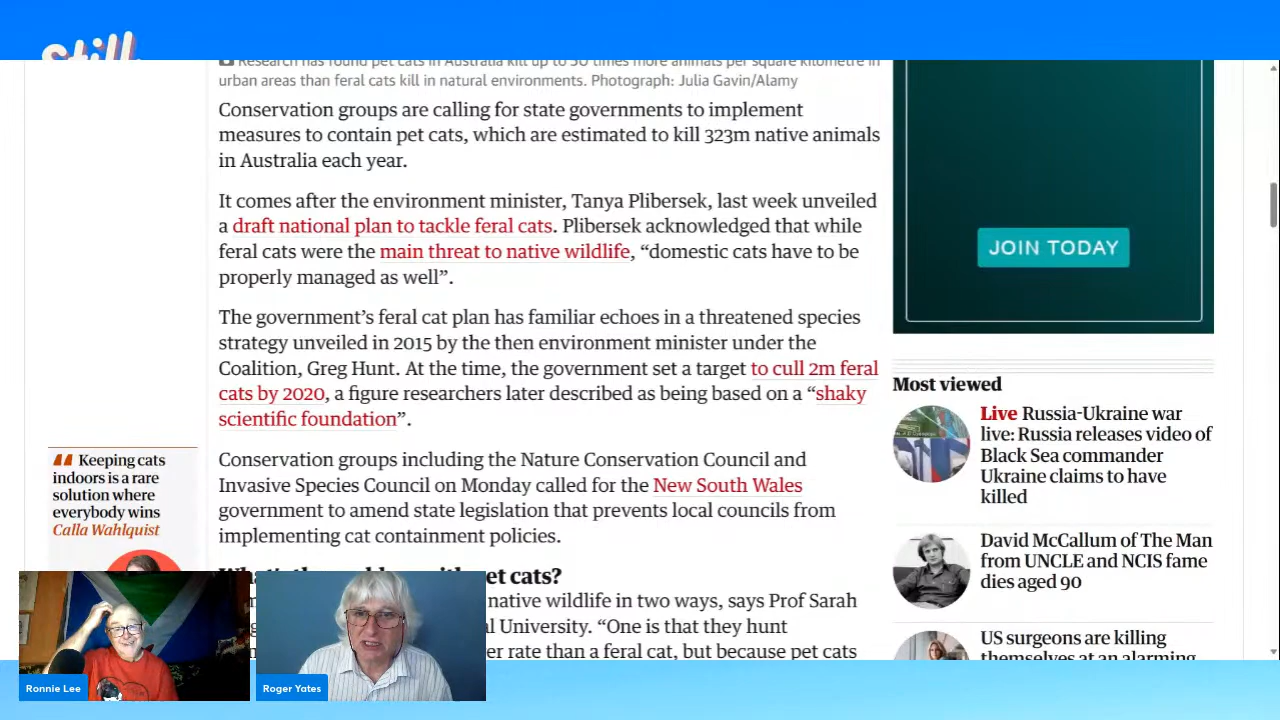 Still
Research has found pet cats in Australia kill up to 30 times more animals per square kilometre in
urban areas than feral cats kill in natural environments. Photograph: Julia Gavin/Alamy
Conservation groups are calling for state governments to implement
measures to contain pet cats, which are estimated to kill 323m native animals
in Australia each year.
It comes after the environment minister, Tanya Plibersek, last week unveiled
a draft national plan to tackle feral cats. Plibersek acknowledged that while
feral cats were the main threat to native wildlife, “domestic cats have to be
properly managed as well”.
The government’s feral cat plan has familiar echoes in a threatened species
strategy unveiled in 2015 by the then environment minister under the
Coalition, Greg Hunt. At the time, the government set a target to cull 2m feral
cats by 2020, a figure researchers later described as being based on a “shaky
scientific foundation”.
Conservation groups including the Nature Conservation Council and
Invasive Species Council on Monday called for the New South Wales
government to amend state legislation that prevents local councils from
implementing cat containment policies.
pet cats?
native wildlife in two ways, says Prof Sarah
University. “One is that they hunt
rate than a feral cat, but because pet cats
Keeping cats
indoors is a rare
solution where
everybody wins
Calla Wahlquist
JOIN TODAY
Most viewed
Live Russia-Ukraine war
live: Russia releases video of
Black Sea commander
Ukraine claims to have
killed
David McCallum of The Man
from UNCLE and NCIS fame
dies aged 90
US surgeons are killing
themselves at an alarming
Ronnie Lee
Roger Yates